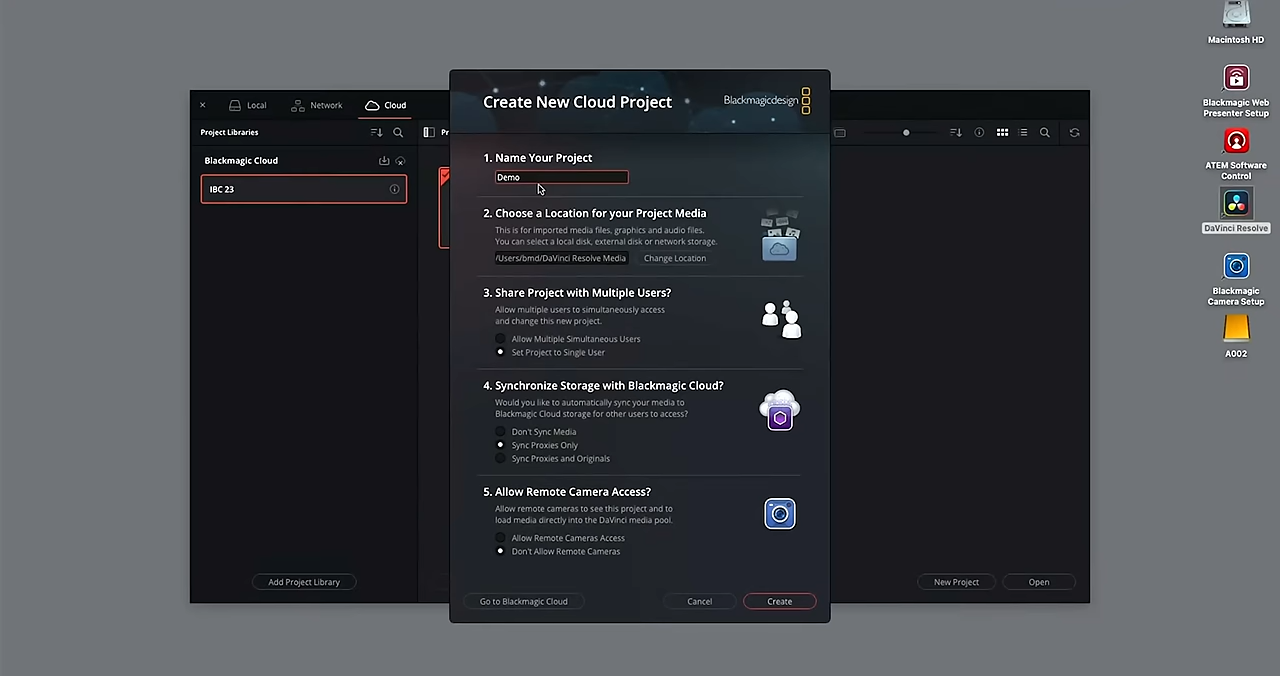 Macintosh HD
Blackmagic Web
Presenter Setup
ATEM Software
Control
DaVinci Resolve
Blackmagic
Camera Setup
A002
Local
Network
Cloud
Project Libraries
Pr
Blackmagic Cloud
IBC 23
Add Project Library
New Project
Open
Create New Cloud Project
Blackmagicdesign
1. Name Your Project
Demo
2. Choose a Location for your Project Media
This is for imported media files, graphics and audio files.
You can select a local disk, external disk or network storage.
/Users/bmd/DaVinci Resolve Media
Change Location
3. Share Project with Multiple Users?
Allow multiple users to simultaneously access
and change this new project.
Allow Multiple Simultaneous Users
Set Project to Single User
4. Synchronize Storage with Blackmagic Cloud?
Would you like to automatically sync your media to
Blackmagic Cloud storage for other users to access?
Don't Sync Media
Sync Proxies Only
Sync Proxies and Originals
5. Allow Remote Camera Access?
Allow remote cameras to see this project and to
load media directly into the DaVinci media pool.
Allow Remote Cameras Access
Don't Allow Remote Cameras
Go to Blackmagic Cloud
Cancel
Create